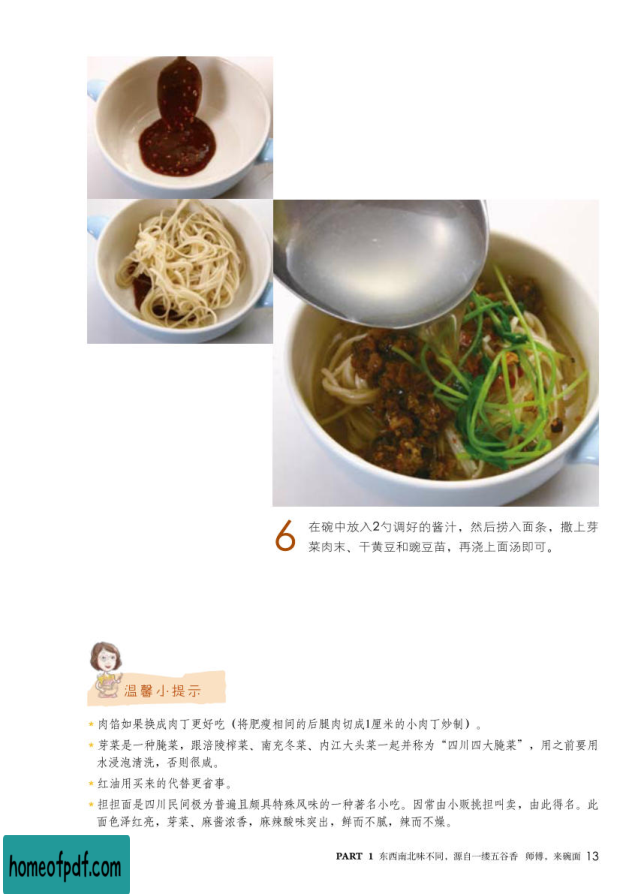 6
在碗中放入2勺调好的酱汁，然后捞入面条，撒上芽
菜肉末、干黄豆和豌豆苗，再浇上面汤即可。
温馨小提示
肉馅如果换成肉丁更好吃（将肥瘦相间的后腿肉切成1厘米的小肉丁炒制）。
芽菜是一种腌菜，跟涪陵榨菜、南充冬菜、内江大头菜一起并称为“四川四大腌菜”，用之前要用
水浸泡清洗，否则很咸。
红油用买来的代替更省事。
担担面是四川民间极为普遍且颇具特殊风味的一种著名小吃。因常由小贩挑担叫卖，由此得名。此
面色泽红亮，芽菜、麻酱浓香，麻辣酸味突出，鲜而不腻，辣而不燥。
PART 1 东西南北味不同，源自一缕五谷香 师傅，来碗面 13
homeofpdf.com